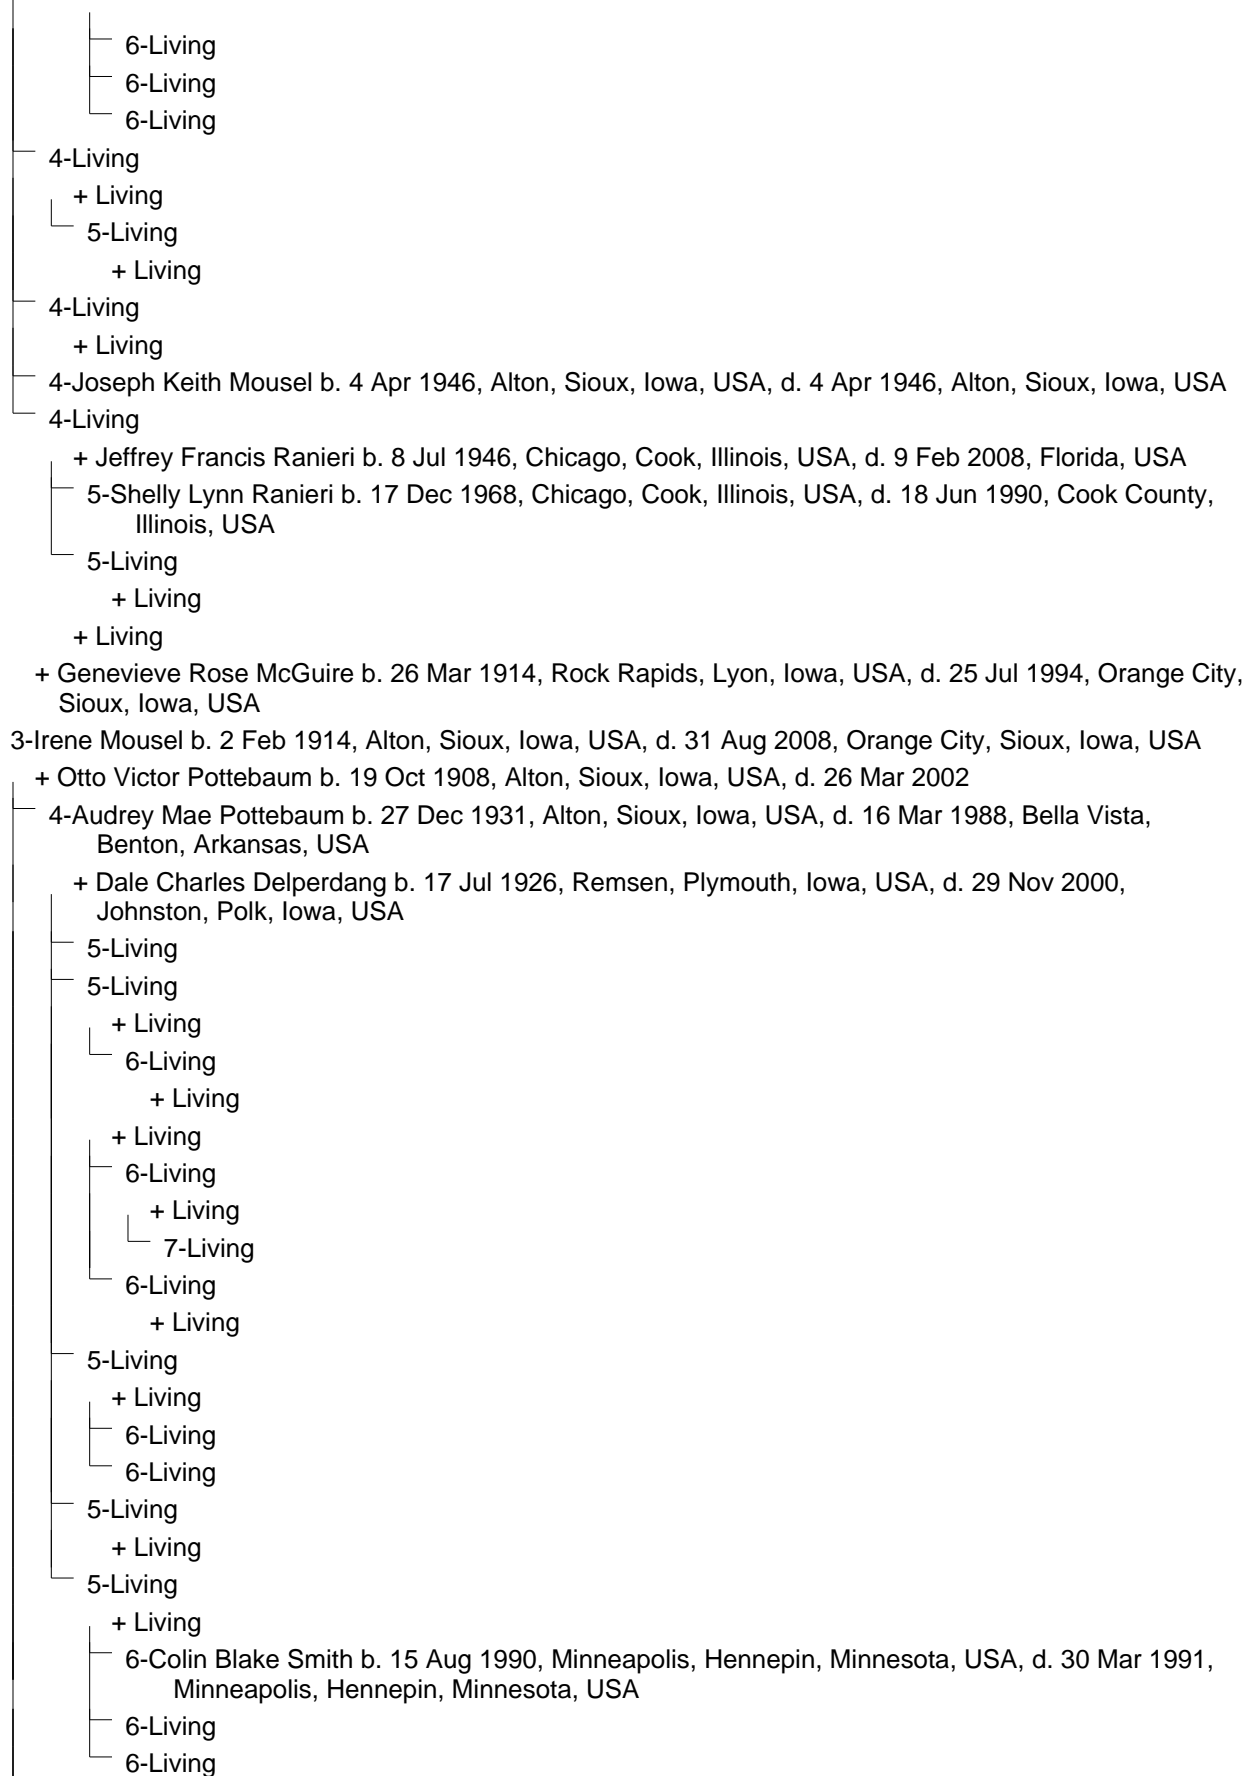 6-Living
6-Living
6-Living
4-Living
+ Living
5-Living
+ Living
4-Living
+ Living
4-Joseph Keith Mousel b. 4 Apr 1946, Alton, Sioux, Iowa, USA, d. 4 Apr 1946, Alton, Sioux, Iowa, USA
4-Living
+ Jeffrey Francis Ranieri b. 8 Jul 1946, Chicago, Cook, Illinois, USA, d. 9 Feb 2008, Florida, USA
5-Shelly Lynn Ranieri b. 17 Dec 1968, Chicago, Cook, Illinois, USA, d. 18 Jun 1990, Cook County,
Illinois, USA
5-Living
+ Living
+ Living
+ Genevieve Rose McGuire b. 26 Mar 1914, Rock Rapids, Lyon, Iowa, USA, d. 25 Jul 1994, Orange City,
Sioux, Iowa, USA
3-Irene Mousel b. 2 Feb 1914, Alton, Sioux, Iowa, USA, d. 31 Aug 2008, Orange City, Sioux, Iowa, USA
+ Otto Victor Pottebaum b. 19 Oct 1908, Alton, Sioux, Iowa, USA, d. 26 Mar 2002
4-Audrey Mae Pottebaum b. 27 Dec 1931, Alton, Sioux, Iowa, USA, d. 16 Mar 1988, Bella Vista,
Benton, Arkansas, USA
+ Dale Charles Delperdang b. 17 Jul 1926, Remsen, Plymouth, Iowa, USA, d. 29 Nov 2000,
Johnston, Polk, Iowa, USA
5-Living
5-Living
+ Living
6-Living
+ Living
+ Living
6-Living
+ Living
7-Living
6-Living
+ Living
5-Living
+ Living
6-Living
6-Living
5-Living
+ Living
5-Living
+ Living
6-Colin Blake Smith b. 15 Aug 1990, Minneapolis, Hennepin, Minnesota, USA, d. 30 Mar 1991,
Minneapolis, Hennepin, Minnesota, USA
6-Living
6-Living